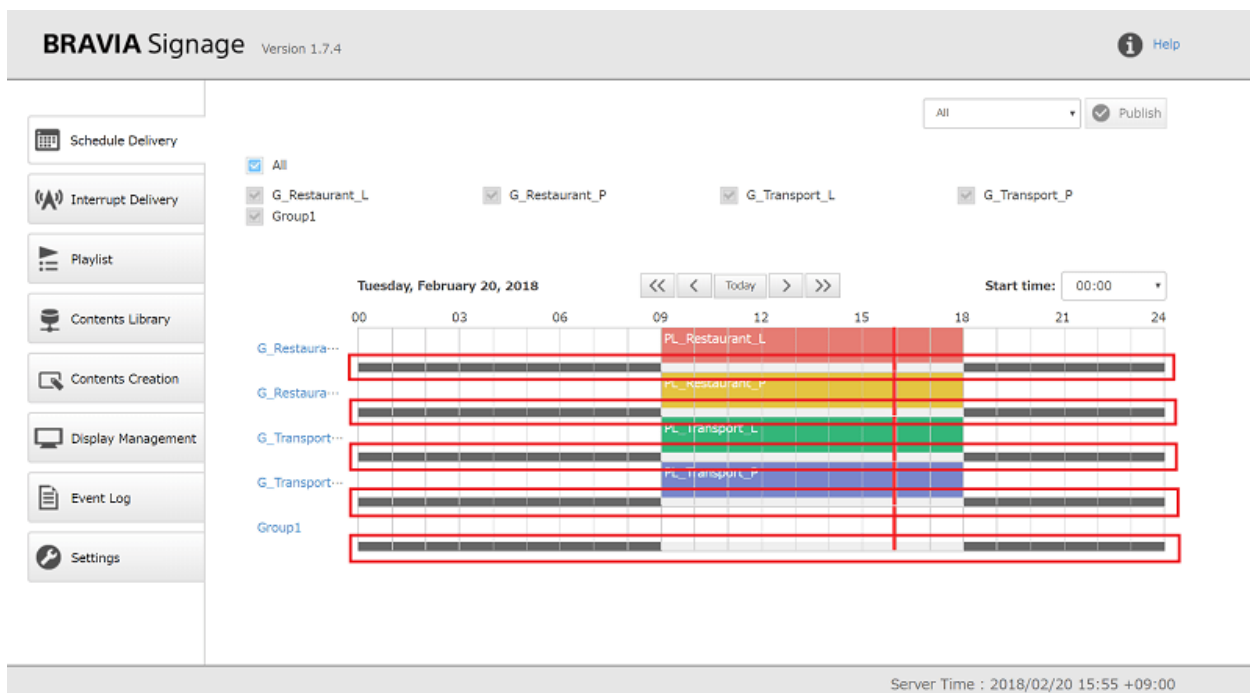 BRAVIA Signage Version 1.7.4
Help
All
Publish
Schedule Delivery
All
Interrupt Delivery
G_Restaurant_L
G_Restaurant_P
G_Transport_L
G_Transport_P
Group1
Playlist
Tuesday, February 20, 2018
<< < Today > >>
Start time: 00:00
00 03 06 09 12 15 18 21 24
Contents Library
PL_Restaurant_L
G_Restaura…
Contents Creation
PL_Restaurant_P
G_Restaura…
Display Management
PL_Transport_L
G_Transport…
PL_Transport_P
G_Transport…
Event Log
Group1
Settings
Server Time : 2018/02/20 15:55 +09:00